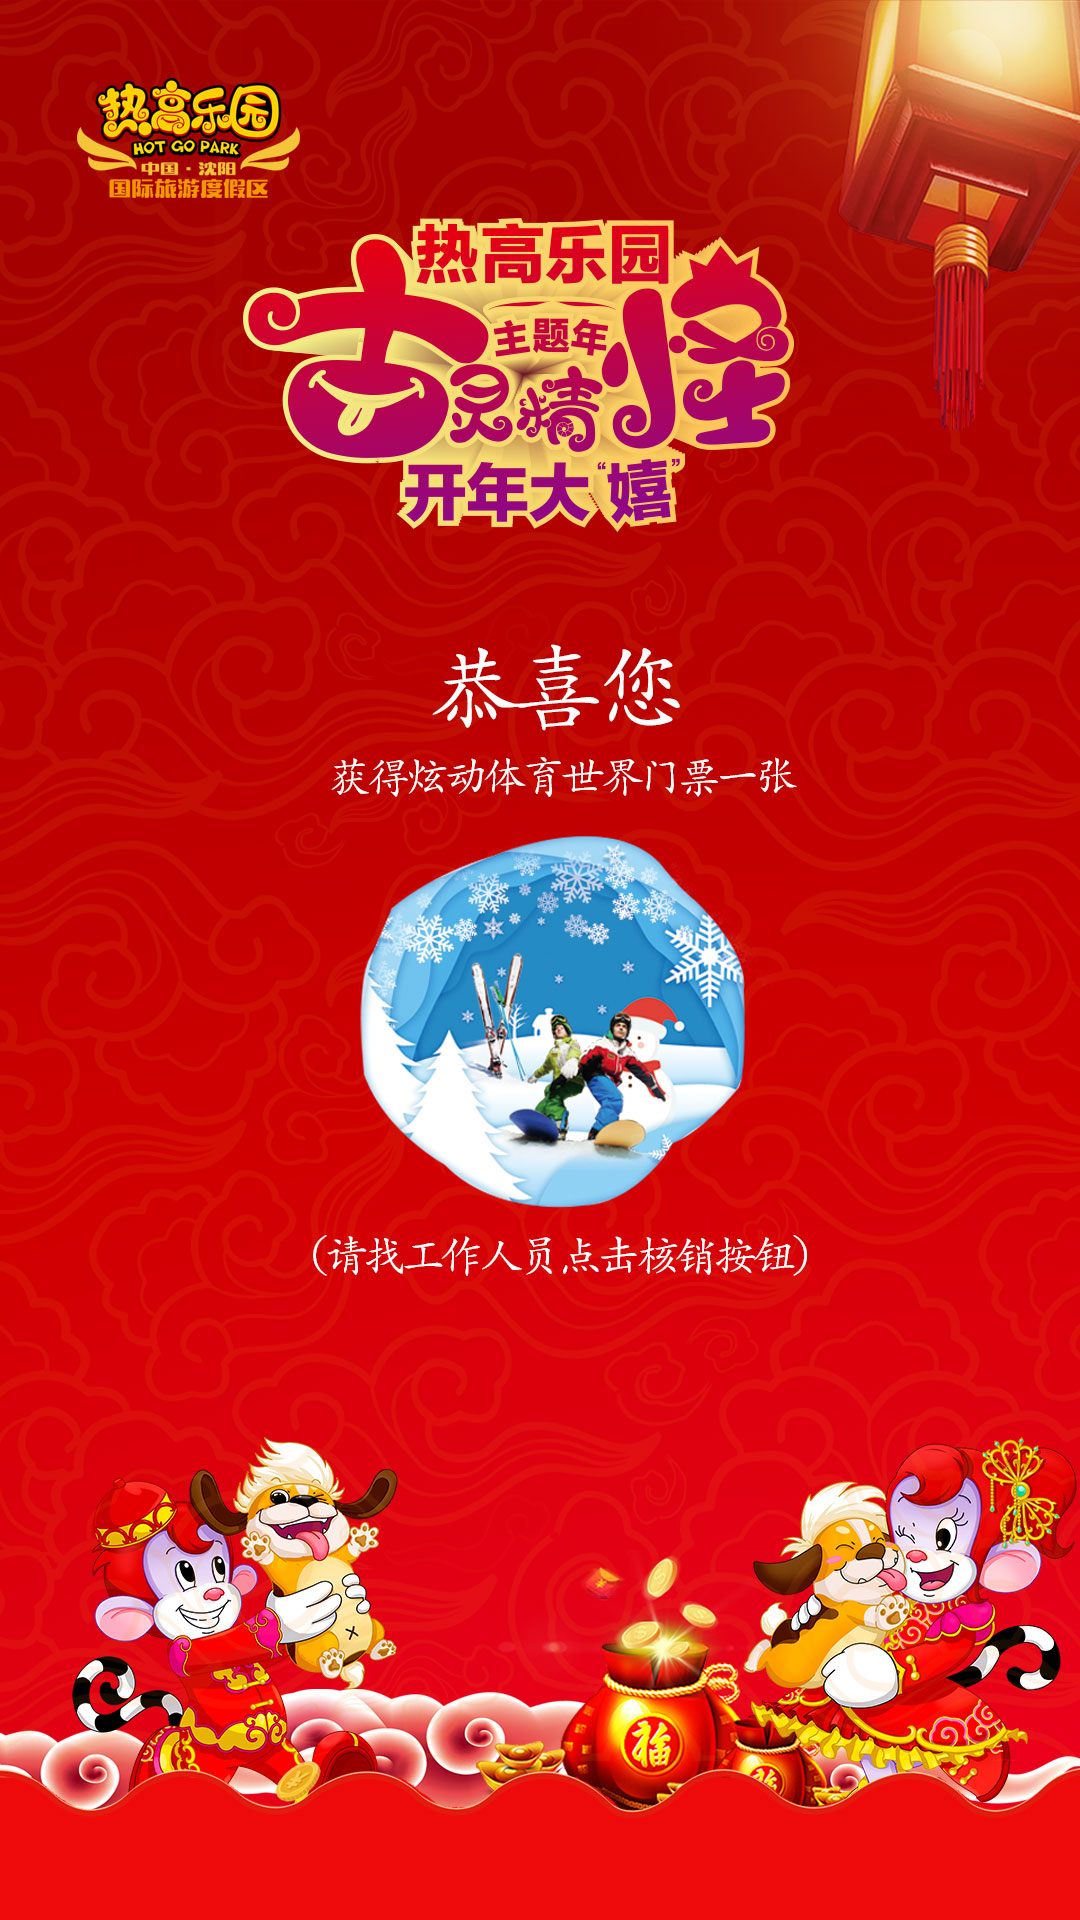 热高乐园
HOT GO PARK
中国·沈阳
国际旅游度假区
热高乐园
主题年
古灵精怪
开年大“嬉”
恭喜您
获得炫动体育世界门票一张
(请找工作人员点击核销按钮)
福
福